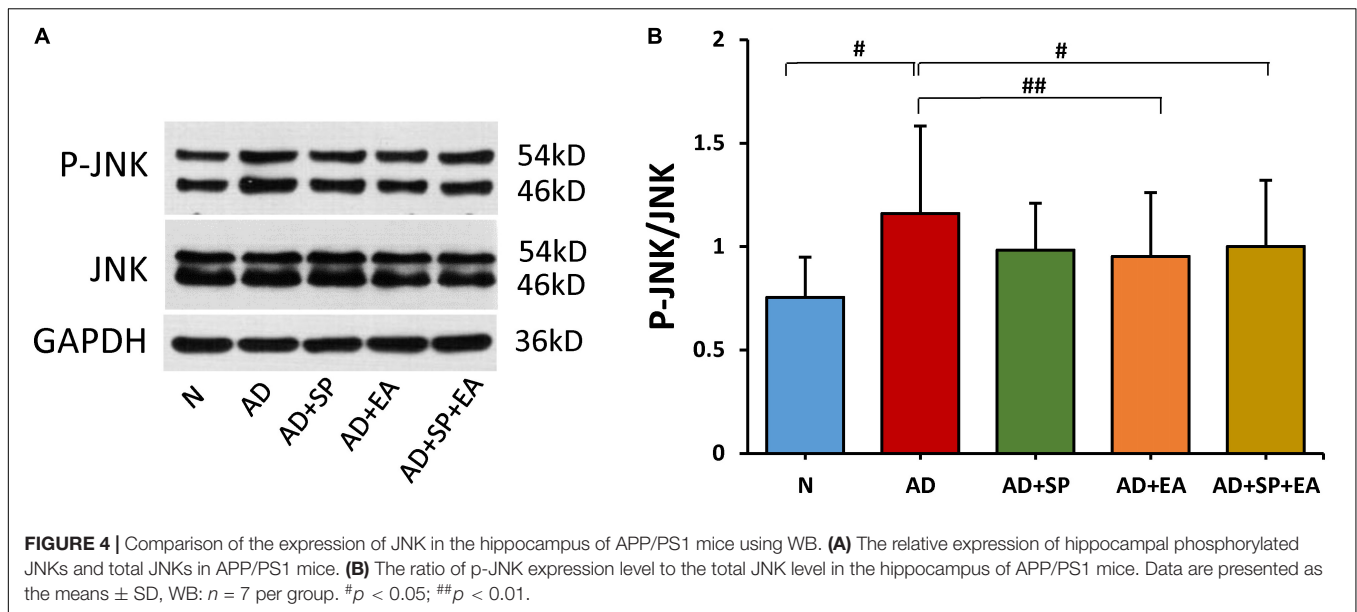 A
P-JNK
54kD
46kD
JNK
54kD
46kD
GAPDH
36kD
N
AD
AD+SP
AD+EA
AD+SP+EA
B
P-JNK/JNK
2
1.5
1
0.5
0
#
#
##
N
AD
AD+SP
AD+EA
AD+SP+EA
FIGURE 4 | Comparison of the expression of JNK in the hippocampus of APP/PS1 mice using WB. (A) The relative expression of hippocampal phosphorylated
JNKs and total JNKs in APP/PS1 mice. (B) The ratio of p-JNK expression level to the total JNK level in the hippocampus of APP/PS1 mice. Data are presented as
the means ± SD, WB: n = 7 per group. #p < 0.05; ##p < 0.01.